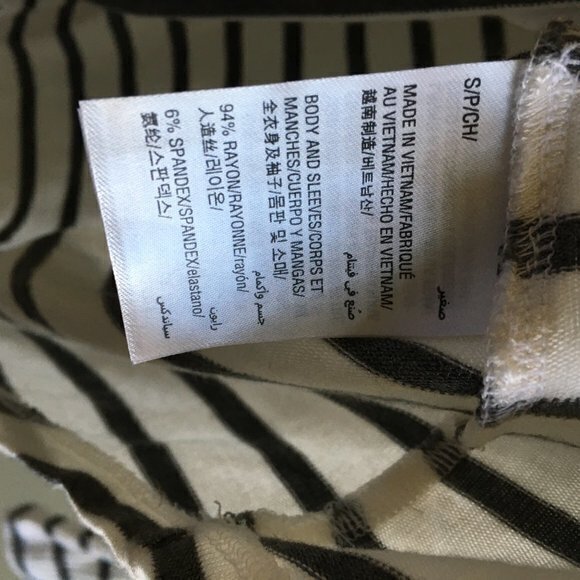 S/P/CH/
صغير
MADE IN VIETNAM/FABRIQUÉ
AU VIETNAM/HECHO EN VIETNAM/
越南制造/베트남산/
صُنع في فيتنام
BODY AND SLEEVES/CORPS ET
MANCHES/CUERPO Y MANGAS/
全衣身及袖子/몸판 및 소매/
جسم وأكمام
94% RAYON/RAYONNE/rayón/
人造丝/레이온/
رايون
6% SPANDEX/SPANDEX/elastano/
氨纶/스판덱스/
سباندكس